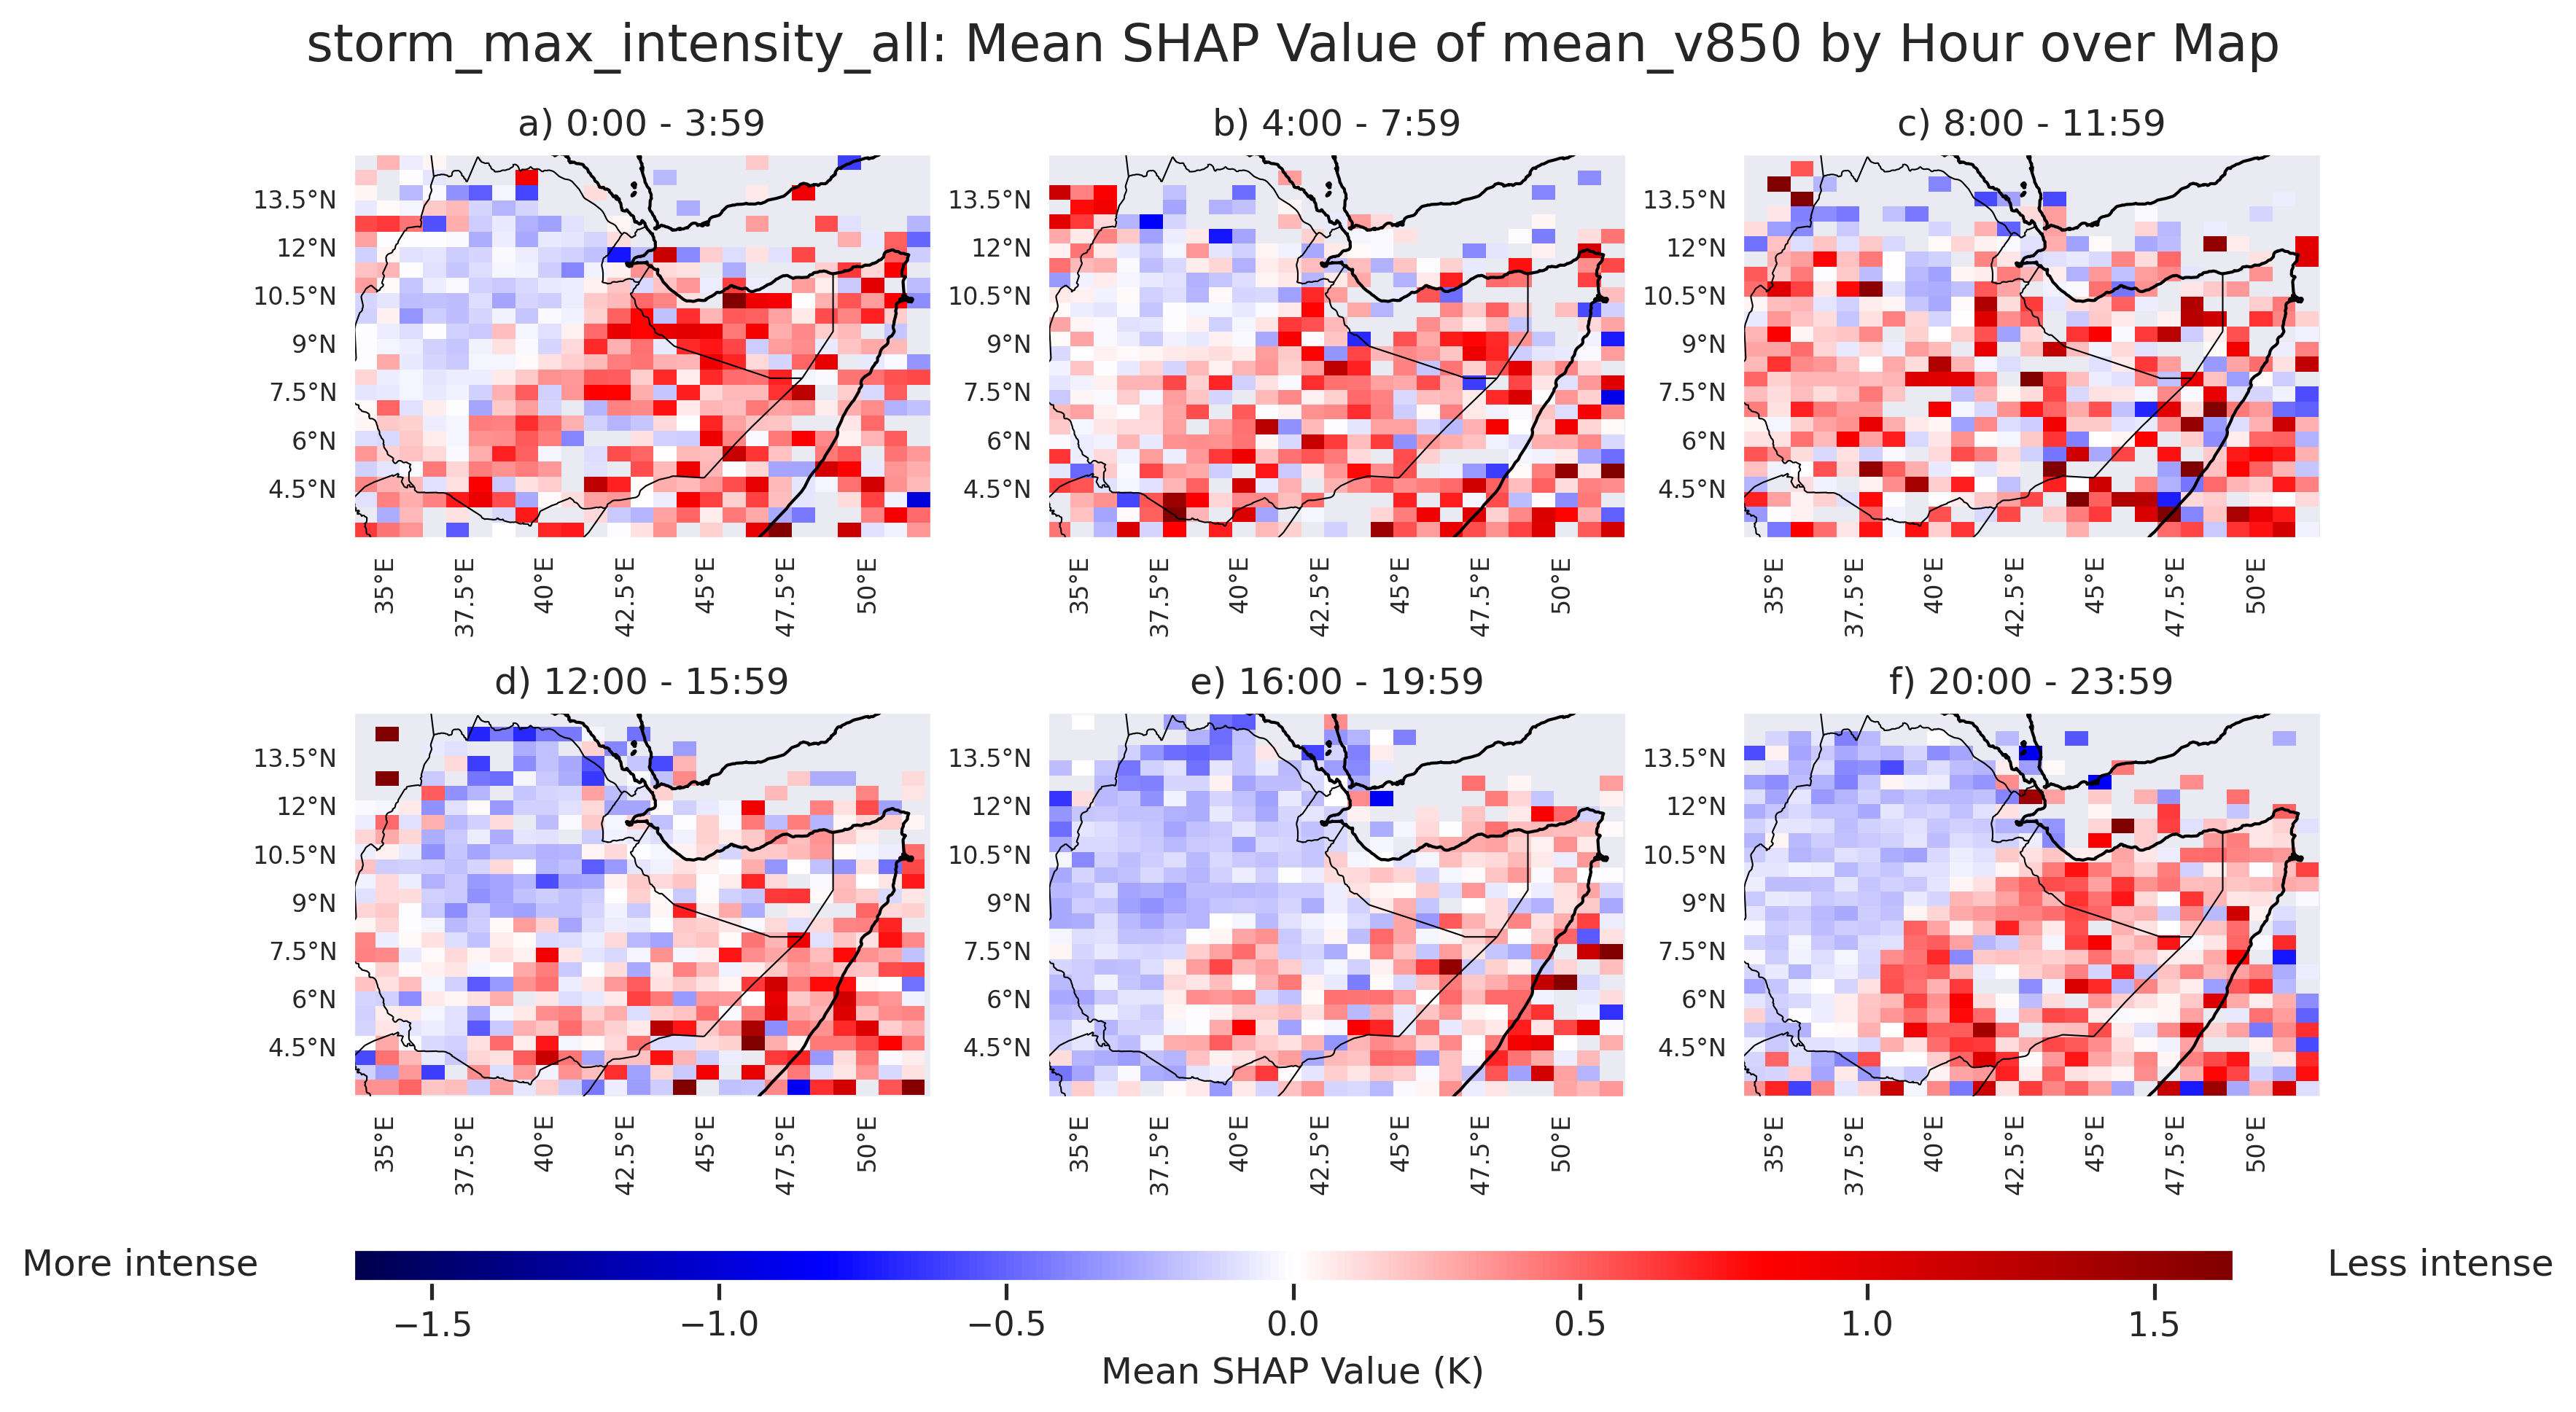 storm_max_intensity_all: Mean SHAP Value of mean_v850 by Hour over Map
a) 0:00 - 3:59
b) 4:00 - 7:59
c) 8:00 - 11:59
13.5°N
12°N
10.5°N
9°N
7.5°N
6°N
4.5°N
13.5°N
12°N
10.5°N
9°N
7.5°N
6°N
4.5°N
13.5°N
12°N
10.5°N
9°N
7.5°N
6°N
4.5°N
35°E
37.5°E
40°E
42.5°E
45°E
47.5°E
50°E
35°E
37.5°E
40°E
42.5°E
45°E
47.5°E
50°E
35°E
37.5°E
40°E
42.5°E
45°E
47.5°E
50°E
d) 12:00 - 15:59
e) 16:00 - 19:59
f) 20:00 - 23:59
13.5°N
12°N
10.5°N
9°N
7.5°N
6°N
4.5°N
13.5°N
12°N
10.5°N
9°N
7.5°N
6°N
4.5°N
13.5°N
12°N
10.5°N
9°N
7.5°N
6°N
4.5°N
35°E
37.5°E
40°E
42.5°E
45°E
47.5°E
50°E
35°E
37.5°E
40°E
42.5°E
45°E
47.5°E
50°E
35°E
37.5°E
40°E
42.5°E
45°E
47.5°E
50°E
More intense
Less intense
−1.5
−1.0
−0.5
0.0
0.5
1.0
1.5
Mean SHAP Value (K)